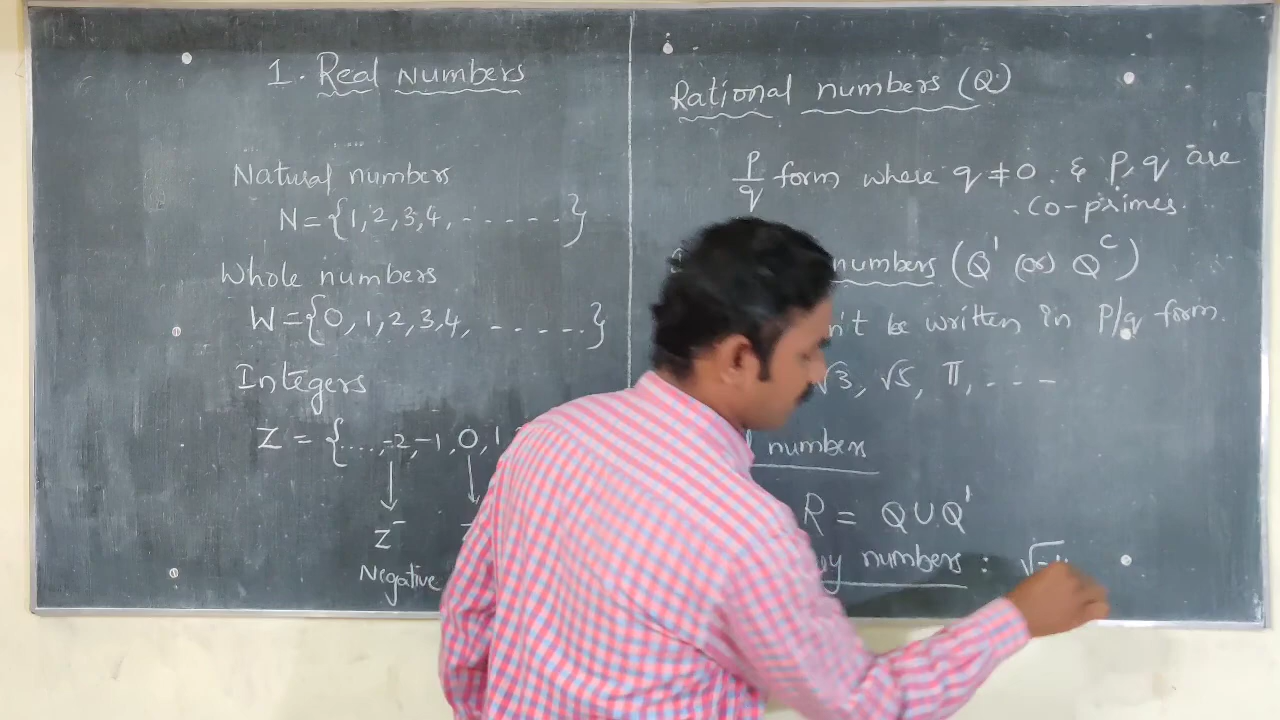 1. Real Numbers
Natural numbers
N = {1, 2, 3, 4, - - - - - -}
Whole numbers
W = {0, 1, 2, 3, 4, - - - - - .}
Integers
Z = {...., -2, -1, 0, 1
Z⁻
Negative
Rational numbers (Q)
P/q form where q ≠ 0. & P, q are
co-primes.
numbers (Q' (or) Qᶜ)
n't be written in P/q form.
√3, √5, π, - - -
numbers
R = Q U Q'
numbers :